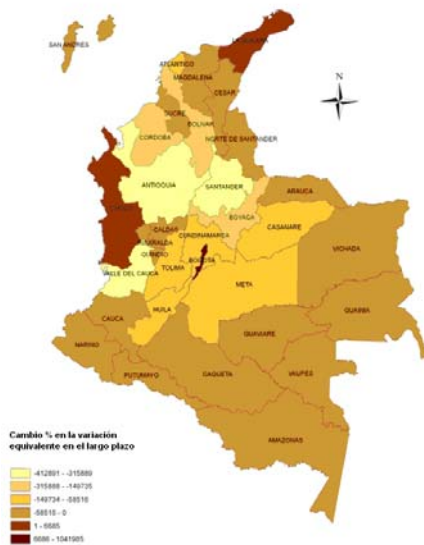 SAN ANDRES
LA GUAJIRA
ATLANTICO
MAGDALENA
N
CESAR
SUCRE
BOLIVAR
CORDOBA
NORTE DE SANTANDER
ANTIOQUIA
SANTANDER
ARAUCA
BOYACA
CALDAS
CUNDINAMARCA
CASANARE
RISARALDA
VICHADA
QUINDIO
BOGOTA
VALLE DEL CAUCA
TOLIMA
META
GUAINIA
CAUCA
HUILA
GUAVIARE
NARIÑO
VAUPES
PUTUMAYO
CAQUETA
AMAZONAS
Cambio % en la variación
equivalente en el largo plazo
-412891 - -315889
-315888 - -149735
-149734 - -58516
-58515 - 0
1 - 6685
6686 - 1041985